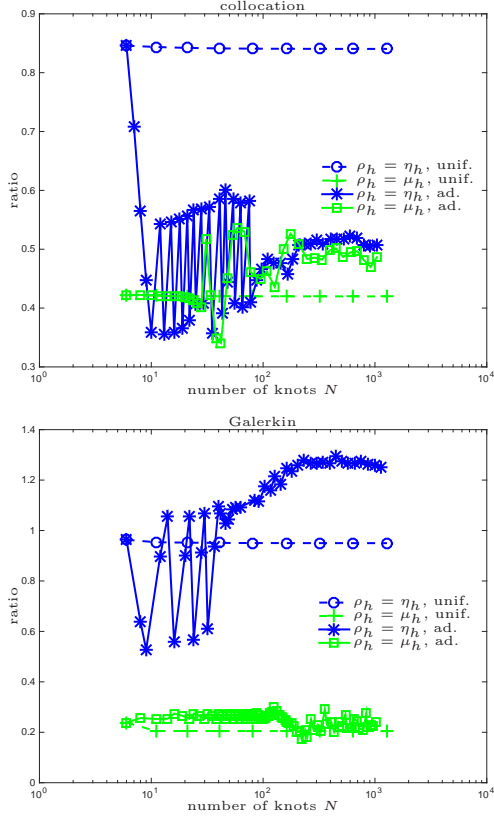 collocation
0.9
0.8
0.7
0.6
0.5
0.4
0.3
ratio
ρh = ηh, unif.
ρh = μh, unif.
ρh = ηh, ad.
ρh = μh, ad.
10^0 10^1 10^2 10^3 10^4
number of knots N
Galerkin
1.4
1.2
1
0.8
0.6
0.4
0.2
0
ratio
ρh = ηh, unif.
ρh = μh, unif.
ρh = ηh, ad.
ρh = μh, ad.
10^0 10^1 10^2 10^3 10^4
number of knots N